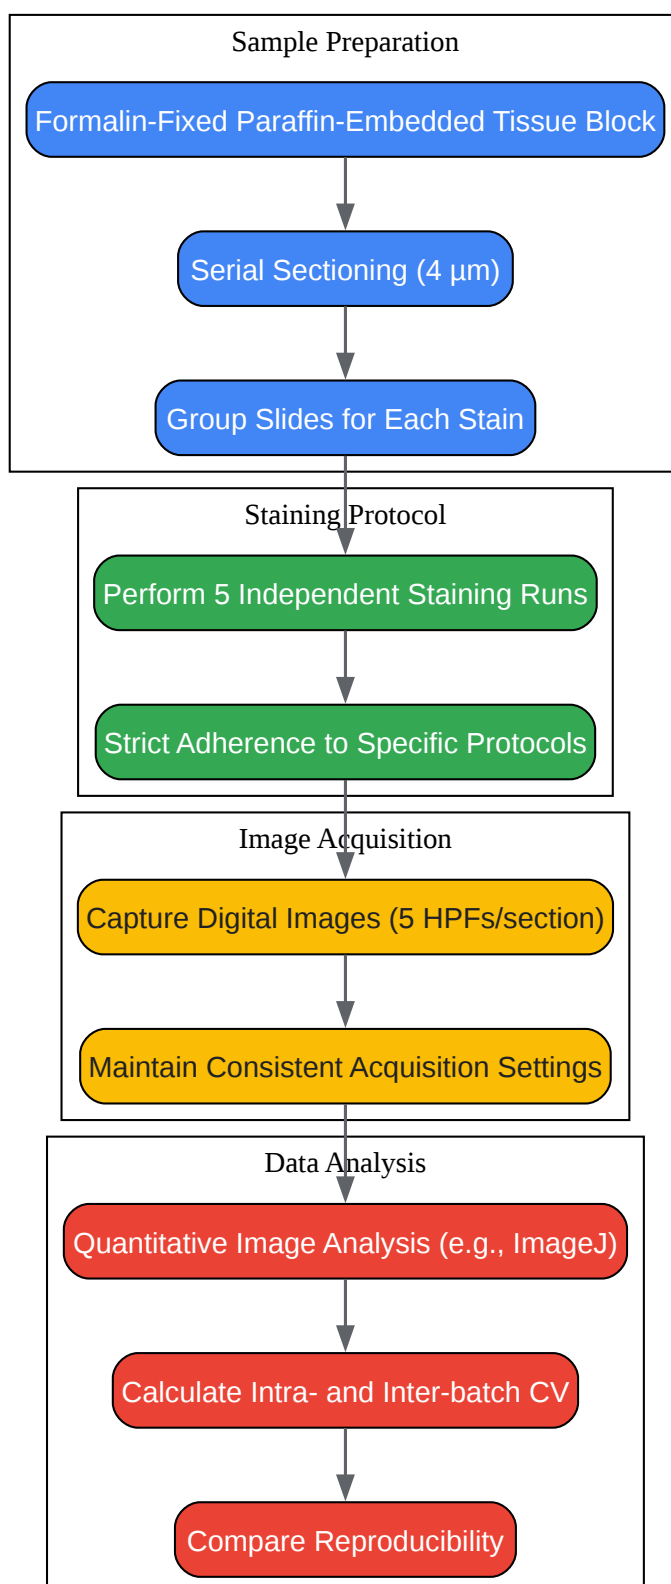 Sample Preparation
Formalin-Fixed Paraffin-Embedded Tissue Block
Serial Sectioning (4 µm)
Group Slides for Each Stain
Staining Protocol
Perform 5 Independent Staining Runs
Strict Adherence to Specific Protocols
Image Acquisition
Capture Digital Images (5 HPFs/section)
Maintain Consistent Acquisition Settings
Data Analysis
Quantitative Image Analysis (e.g., ImageJ)
Calculate Intra- and Inter-batch CV
Compare Reproducibility